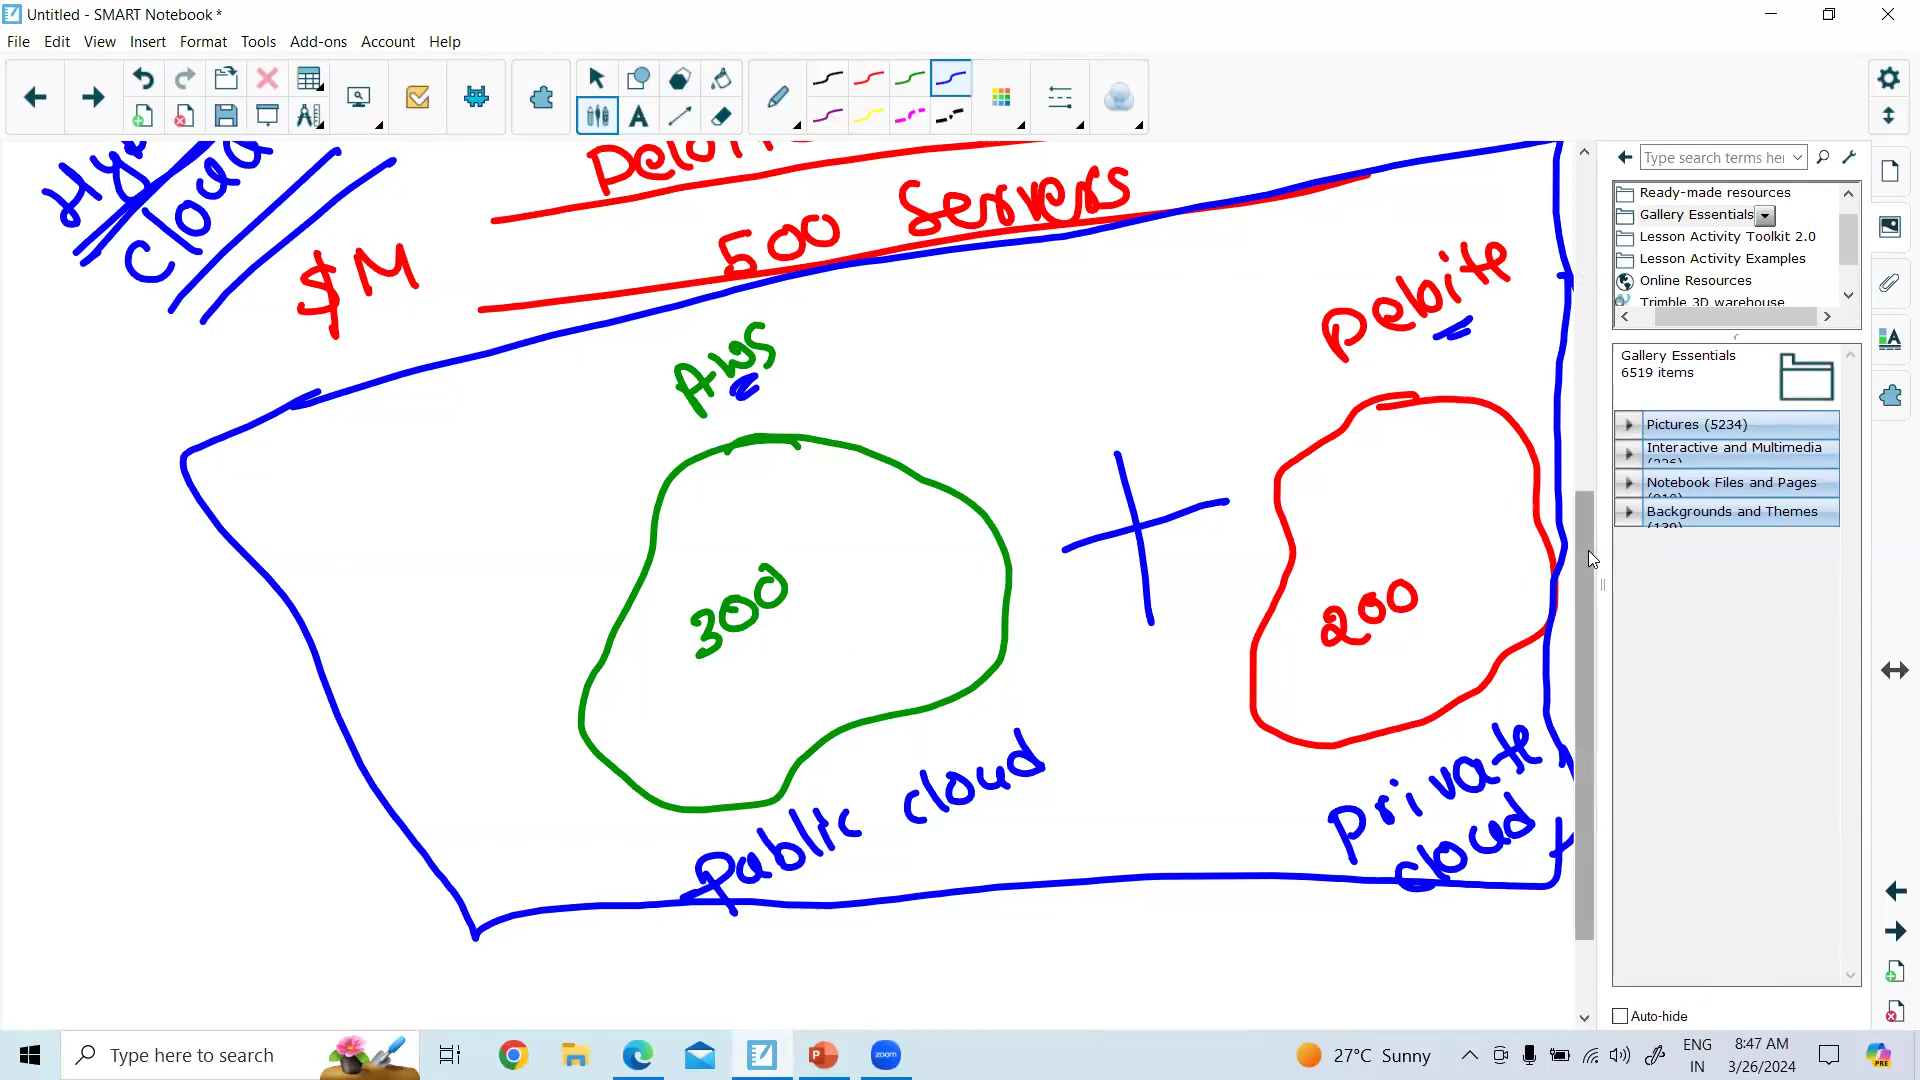 Untitled - SMART Notebook *
File Edit View Insert Format Tools Add-ons Account Help
Cloud
$M
500 Servers
AWS
Debite
300
200
Public cloud
private
cloud
Type search terms her
Ready-made resources
Gallery Essentials
Lesson Activity Toolkit 2.0
Lesson Activity Examples
Online Resources
Trimble 3D warehouse
Gallery Essentials
6519 items
Pictures (5234)
Interactive and Multimedia
Notebook Files and Pages
Backgrounds and Themes
Auto-hide
Type here to search
zoom
27°C Sunny
ENG
IN
8:47 AM
3/26/2024
PRE